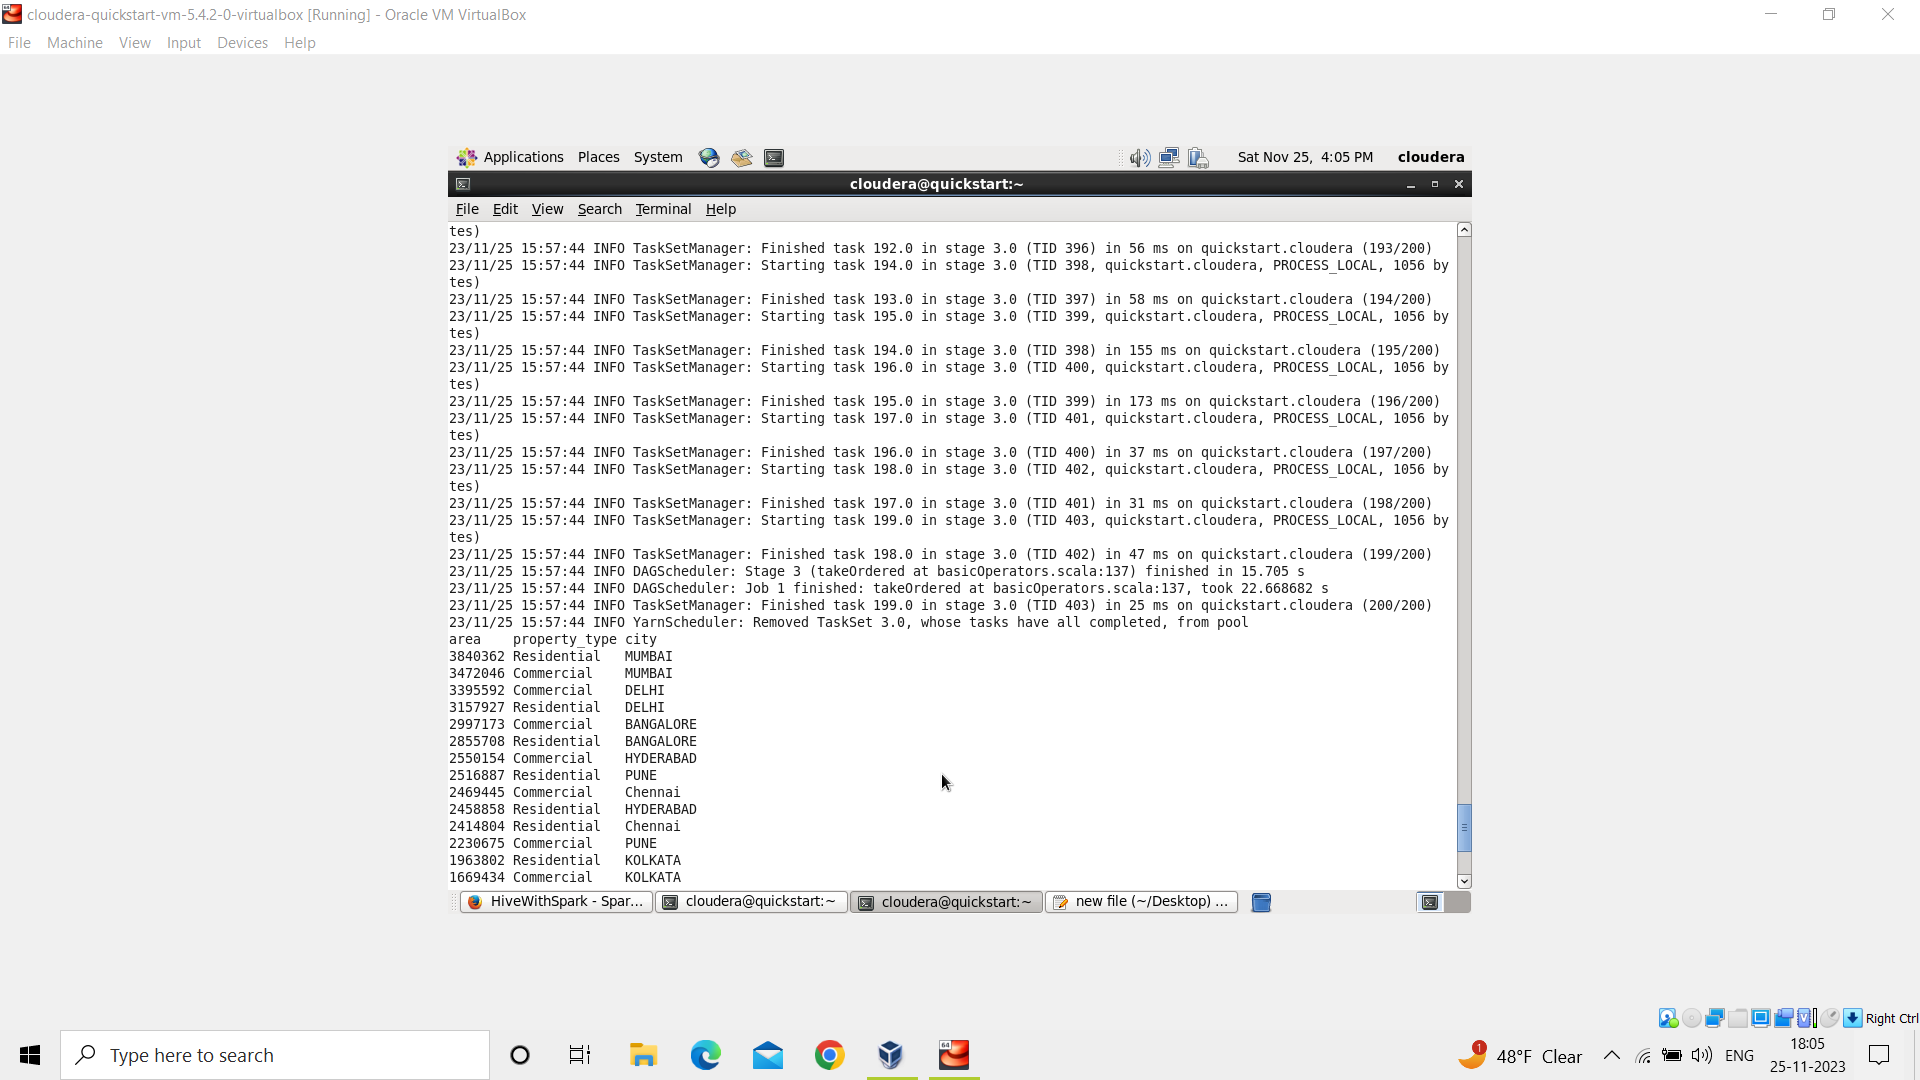 cloudera-quickstart-vm-5.4.2-0-virtualbox [Running] - Oracle VM VirtualBox
File Machine View Input Devices Help
Applications Places System Sat Nov 25, 4:05 PM cloudera
cloudera@quickstart:~
File Edit View Search Terminal Help
tes)
23/11/25 15:57:44 INFO TaskSetManager: Finished task 192.0 in stage 3.0 (TID 396) in 56 ms on quickstart.cloudera (193/200)
23/11/25 15:57:44 INFO TaskSetManager: Starting task 194.0 in stage 3.0 (TID 398, quickstart.cloudera, PROCESS_LOCAL, 1056 by
tes)
23/11/25 15:57:44 INFO TaskSetManager: Finished task 193.0 in stage 3.0 (TID 397) in 58 ms on quickstart.cloudera (194/200)
23/11/25 15:57:44 INFO TaskSetManager: Starting task 195.0 in stage 3.0 (TID 399, quickstart.cloudera, PROCESS_LOCAL, 1056 by
tes)
23/11/25 15:57:44 INFO TaskSetManager: Finished task 194.0 in stage 3.0 (TID 398) in 155 ms on quickstart.cloudera (195/200)
23/11/25 15:57:44 INFO TaskSetManager: Starting task 196.0 in stage 3.0 (TID 400, quickstart.cloudera, PROCESS_LOCAL, 1056 by
tes)
23/11/25 15:57:44 INFO TaskSetManager: Finished task 195.0 in stage 3.0 (TID 399) in 173 ms on quickstart.cloudera (196/200)
23/11/25 15:57:44 INFO TaskSetManager: Starting task 197.0 in stage 3.0 (TID 401, quickstart.cloudera, PROCESS_LOCAL, 1056 by
tes)
23/11/25 15:57:44 INFO TaskSetManager: Finished task 196.0 in stage 3.0 (TID 400) in 37 ms on quickstart.cloudera (197/200)
23/11/25 15:57:44 INFO TaskSetManager: Starting task 198.0 in stage 3.0 (TID 402, quickstart.cloudera, PROCESS_LOCAL, 1056 by
tes)
23/11/25 15:57:44 INFO TaskSetManager: Finished task 197.0 in stage 3.0 (TID 401) in 31 ms on quickstart.cloudera (198/200)
23/11/25 15:57:44 INFO TaskSetManager: Starting task 199.0 in stage 3.0 (TID 403, quickstart.cloudera, PROCESS_LOCAL, 1056 by
tes)
23/11/25 15:57:44 INFO TaskSetManager: Finished task 198.0 in stage 3.0 (TID 402) in 47 ms on quickstart.cloudera (199/200)
23/11/25 15:57:44 INFO DAGScheduler: Stage 3 (takeOrdered at basicOperators.scala:137) finished in 15.705 s
23/11/25 15:57:44 INFO DAGScheduler: Job 1 finished: takeOrdered at basicOperators.scala:137, took 22.668682 s
23/11/25 15:57:44 INFO TaskSetManager: Finished task 199.0 in stage 3.0 (TID 403) in 25 ms on quickstart.cloudera (200/200)
23/11/25 15:57:44 INFO YarnScheduler: Removed TaskSet 3.0, whose tasks have all completed, from pool
area property_type city
3840362 Residential MUMBAI
3472046 Commercial MUMBAI
3395592 Commercial DELHI
3157927 Residential DELHI
2997173 Commercial BANGALORE
2855708 Residential BANGALORE
2550154 Commercial HYDERABAD
2516887 Residential PUNE
2469445 Commercial Chennai
2458858 Residential HYDERABAD
2414804 Residential Chennai
2230675 Commercial PUNE
1963802 Residential KOLKATA
1669434 Commercial KOLKATA
HiveWithSpark - Spar... cloudera@quickstart:~ cloudera@quickstart:~ new file (~/Desktop) ...
Right Ctrl
Type here to search 64 1 48°F Clear ENG 18:05
25-11-2023